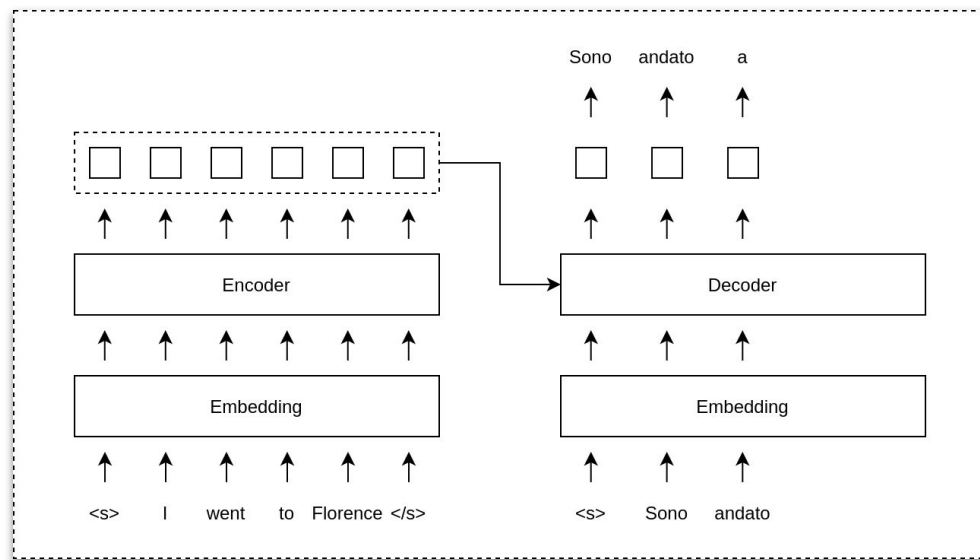 Sono andato a
Encoder
Decoder
Embedding
Embedding
<s> I went to Florence </s>
<s> Sono andato